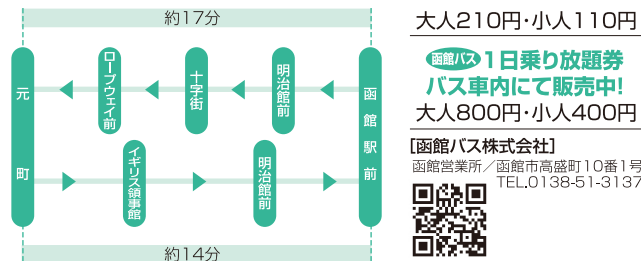 約17分
元町
ロープウェイ前
十字街
明治館前
函館駅前
イギリス領事館
明治館前
約14分
大人210円・小人110円
函館バス 1日乗り放題券
バス車内にて販売中!
大人800円・小人400円
[函館バス株式会社]
函館営業所／函館市高盛町10番1号
TEL.0138-51-3137